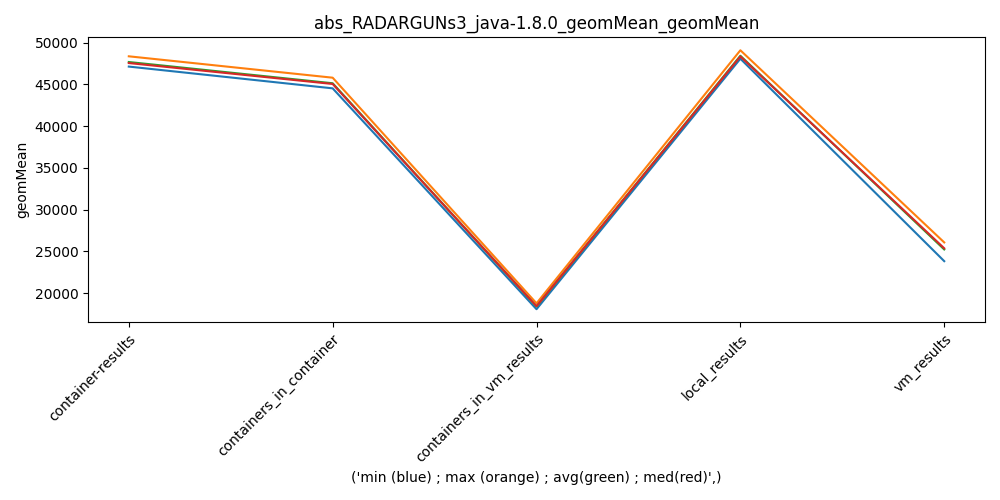 abs_RADARGUNs3_java-1.8.0_geomMean_geomMean
50000
45000
40000
35000
30000
25000
20000
geomMean
container-results
containers_in_container
containers_in_vm_results
local_results
vm_results
('min (blue) ; max (orange) ; avg(green) ; med(red)',)